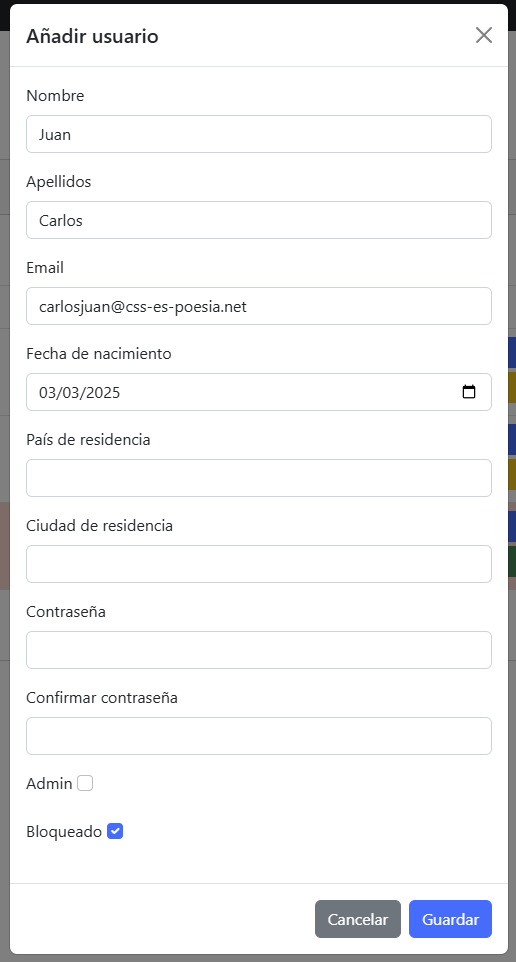 Añadir usuario
Nombre
Juan
Apellidos
Carlos
Email
carlosjuan@css-es-poesia.net
Fecha de nacimiento
03/03/2025
País de residencia
Ciudad de residencia
Contraseña
Confirmar contraseña
Admin
Bloqueado
Cancelar Guardar